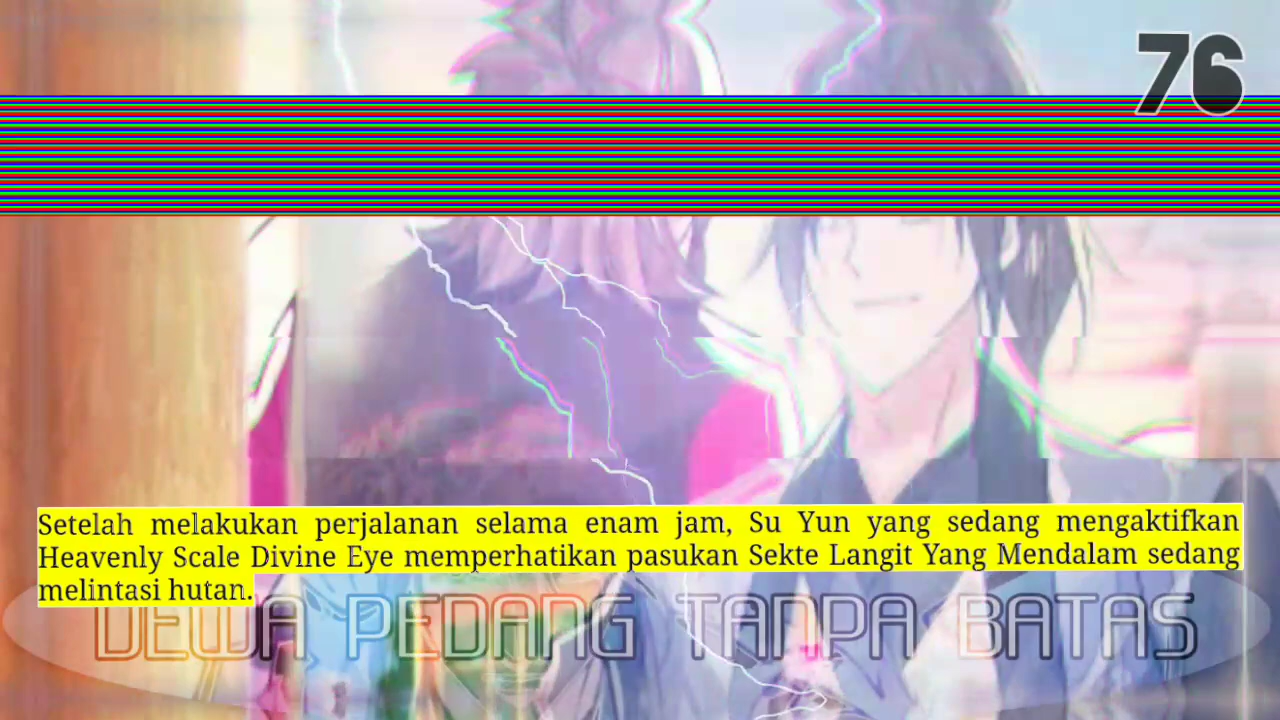 76
Setelah melakukan perjalanan selama enam jam, Su Yun yang sedang mengaktifkan
Heavenly Scale Divine Eye memperhatikan pasukan Sekte Langit Yang Mendalam sedang
melintasi hutan.
DEWA PEDANG TANPA BATAS